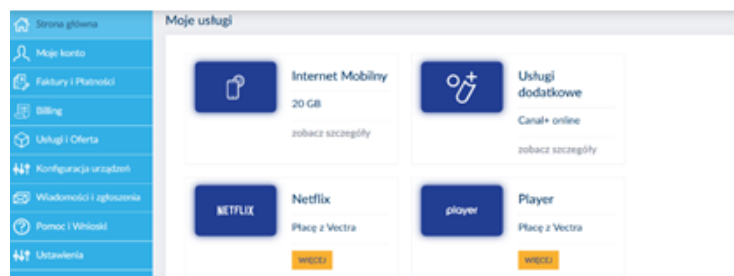 Strona główna
Moje konto
Faktury i Płatności
Billing
Usługi i Oferta
Konfiguracja urządzeń
Wiadomości i zgłoszenia
Pomoc i Wnioski
Ustawienia
Moje usługi
Internet Mobilny
20 GB
zobacz szczegóły
Usługi
dodatkowe
Canal+ online
zobacz szczegóły
NETFLIX
Netflix
Płacę z Vectra
WIĘCEJ
player
Player
Płacę z Vectra
WIĘCEJ